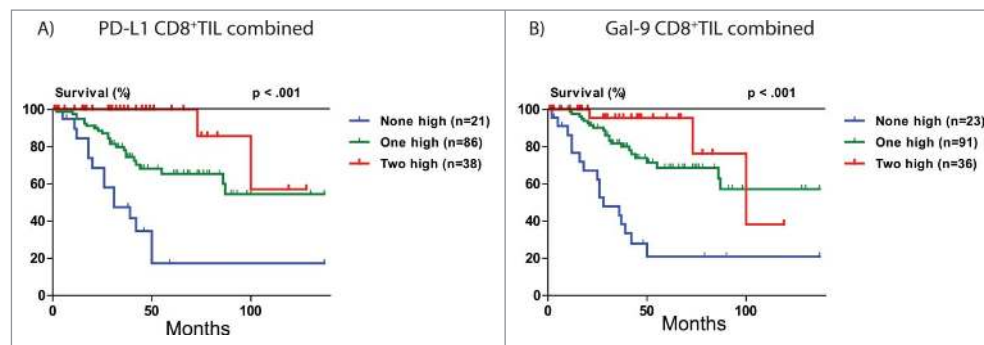 A) PD-L1 CD8⁺TIL combined
Survival (%) p < .001
100
80
60
40
20
0
0 50 100
Months
None high (n=21)
One high (n=86)
Two high (n=38)
B) Gal-9 CD8⁺TIL combined
Survival (%) p < .001
100
80
60
40
20
0
0 50 100
Months
None high (n=23)
One high (n=91)
Two high (n=36)